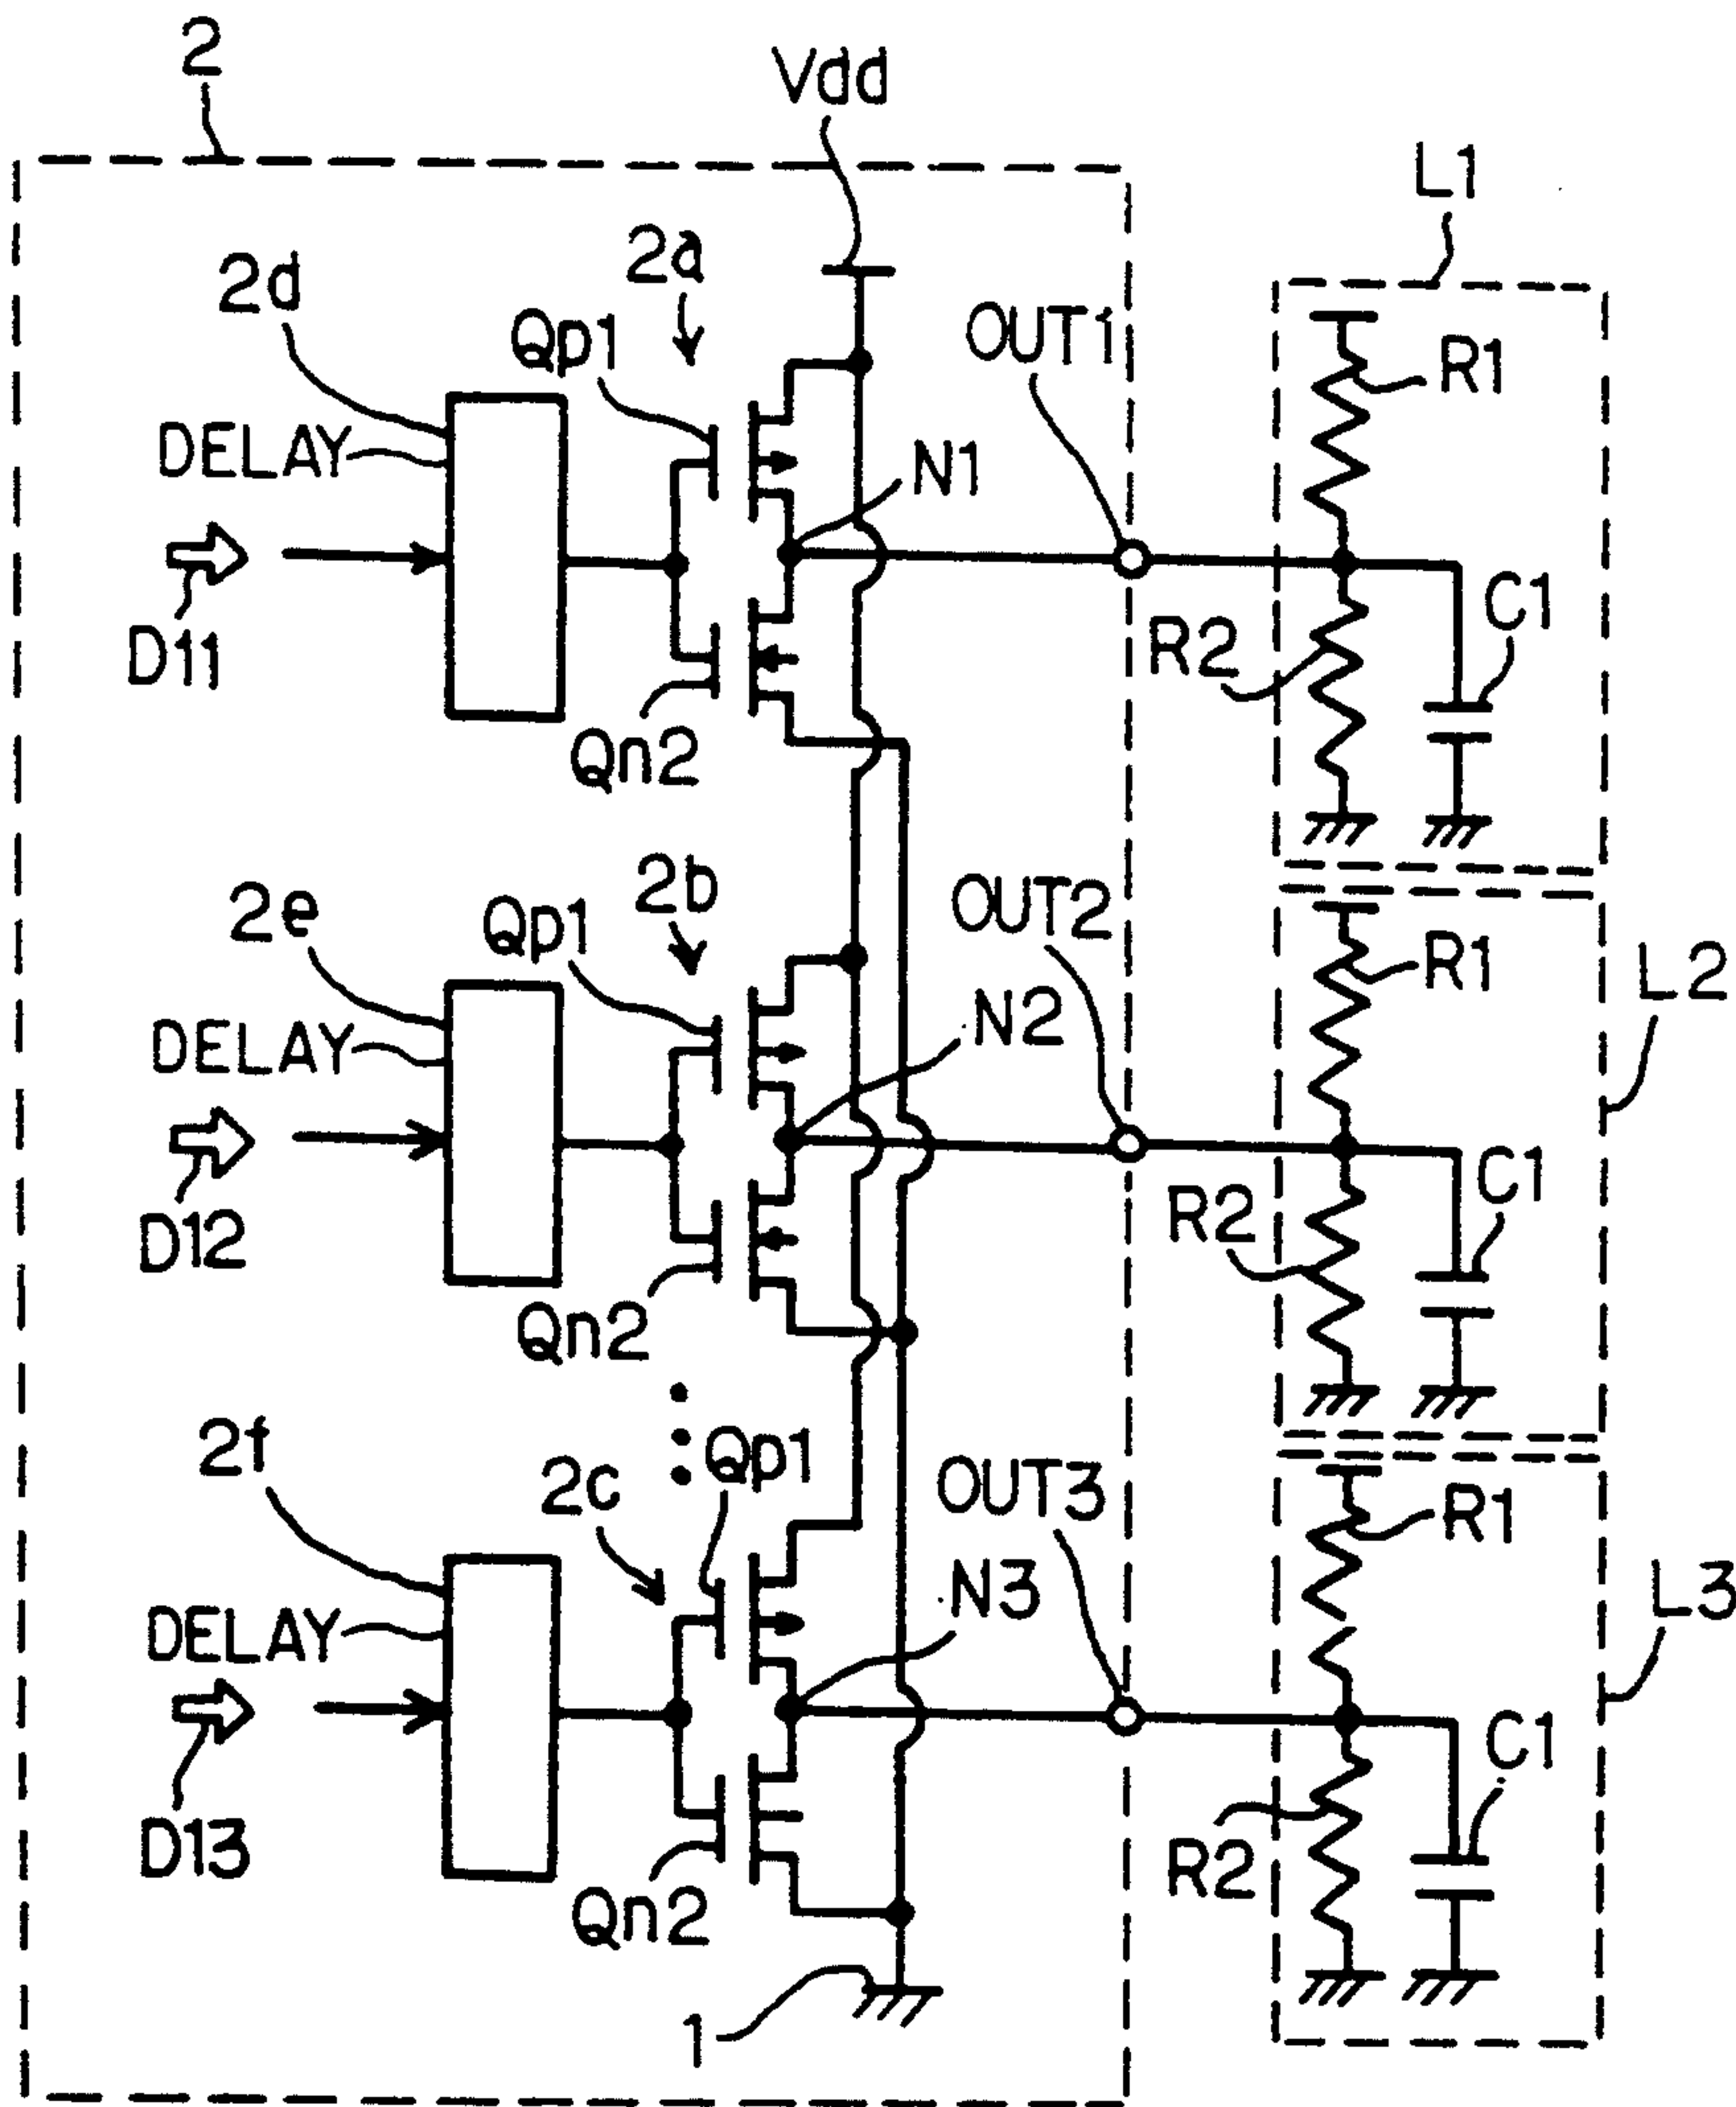 2
Vdd
L1
2a
2d
Qp1
OUT1
R1
DELAY
N1
D11
R2
C1
Qn2
2b
OUT2
2e
Qp1
R1
L2
N2
DELAY
C1
R2
D12
Qn2
2f
Qp1
2c
OUT3
R1
N3
L3
DELAY
C1
D13
R2
Qn2
1